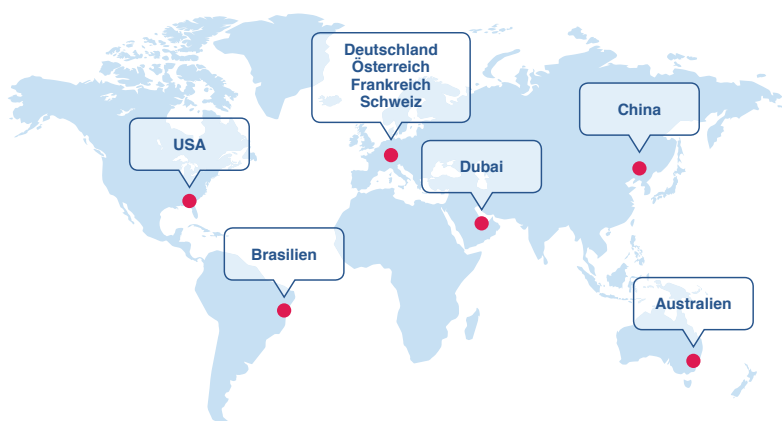 Deutschland
Österreich
Frankreich
Schweiz
China
USA
Dubai
Brasilien
Australien